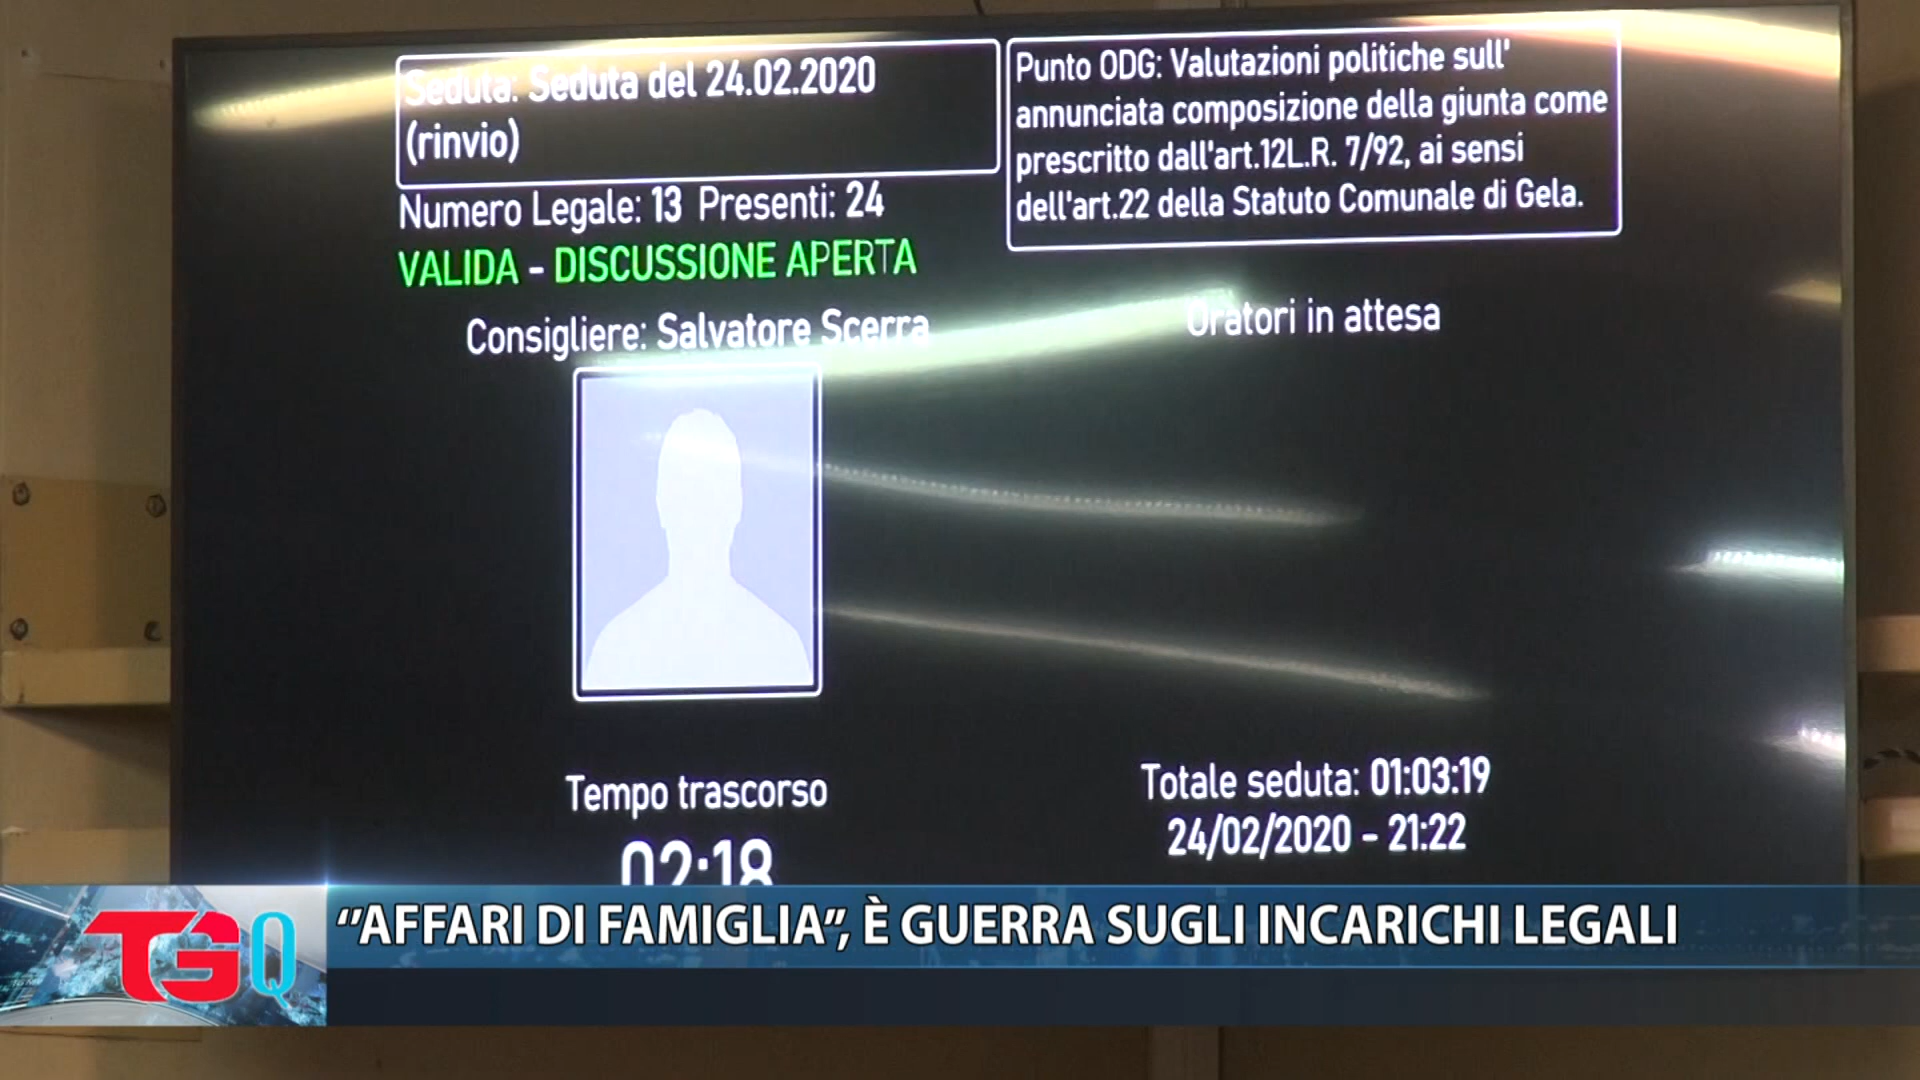 Seduta: Seduta del 24.02.2020
(rinvio)
Numero Legale: 13 Presenti: 24
VALIDA - DISCUSSIONE APERTA
Consigliere: Salvatore Scerra
Tempo trascorso
02:18
Punto ODG: Valutazioni politiche sull'
annunciata composizione della giunta come
prescritto dall'art.12L.R. 7/92, ai sensi
dell'art.22 della Statuto Comunale di Gela.
Oratori in attesa
Totale seduta: 01:03:19
24/02/2020 - 21:22
TGQ
‘’AFFARI DI FAMIGLIA’’, È GUERRA SUGLI INCARICHI LEGALI